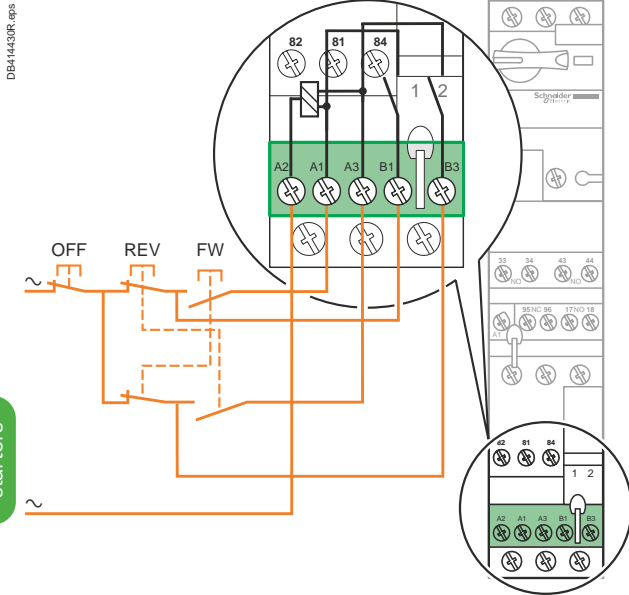 DB414430R.eps
82 81 84
1 2
A2 A1 A3 B1 B3
OFF REV FW
Schneider
Electric
33 34 43 44
NO NO
95 NC 96 17 NO 18
A1
82 81 84
1 2
A2 A1 A3 B1 B3